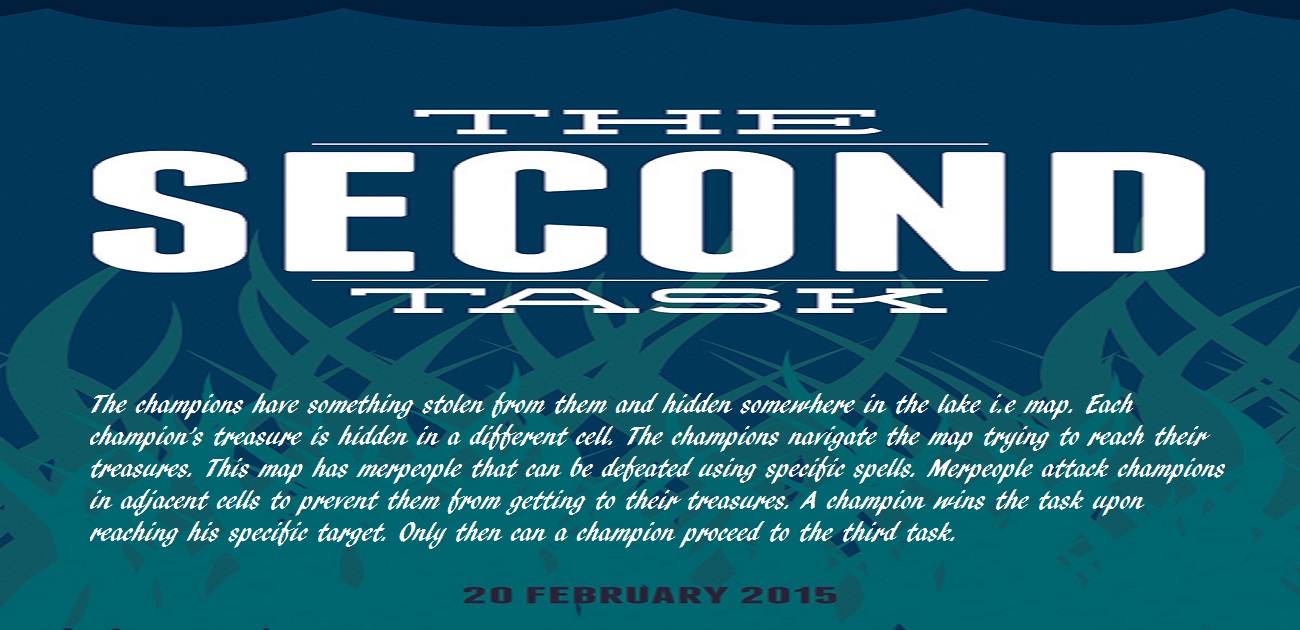 THE
SECOND
TASK
The champions have something stolen from them and hidden somewhere in the lake i.e map. Each
champion's treasure is hidden in a different cell. The champions navigate the map trying to reach their
treasures. This map has merpeople that can be defeated using specific spells. Merpeople attack champions
in adjacent cells to prevent them from getting to their treasures. A champion wins the task upon
reaching his specific target. Only then can a champion proceed to the third task.
20 FEBRUARY 2015